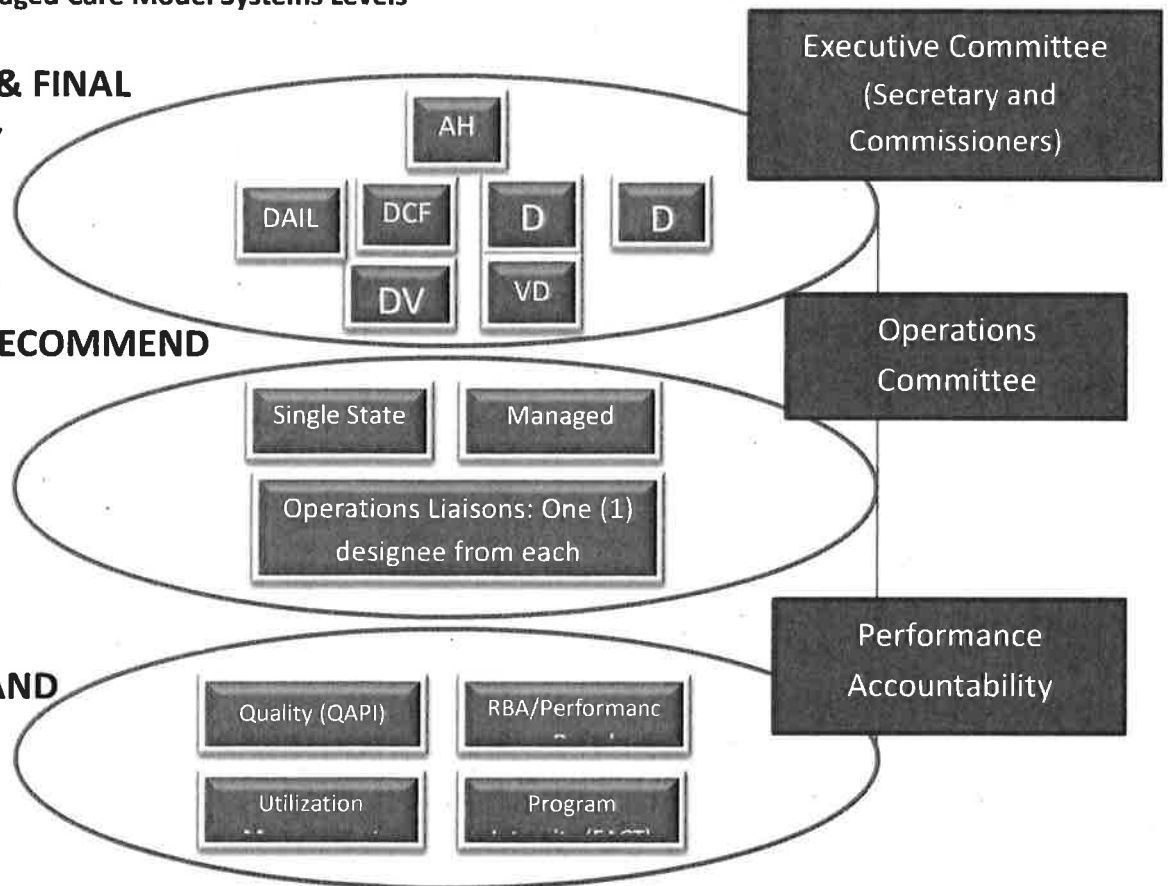 aged Care Model Systems Levels
& FINAL
Executive Committee
(Secretary and
Commissioners)
AH
DAIL
DCF
D
D
DV
VD
ECOMMEND
Operations
Committee
Single State
Managed
Operations Liaisons: One (1)
designee from each
AND
Performance
Accountability
Quality (QAPI)
RBA/Performanc
Utilization
Program